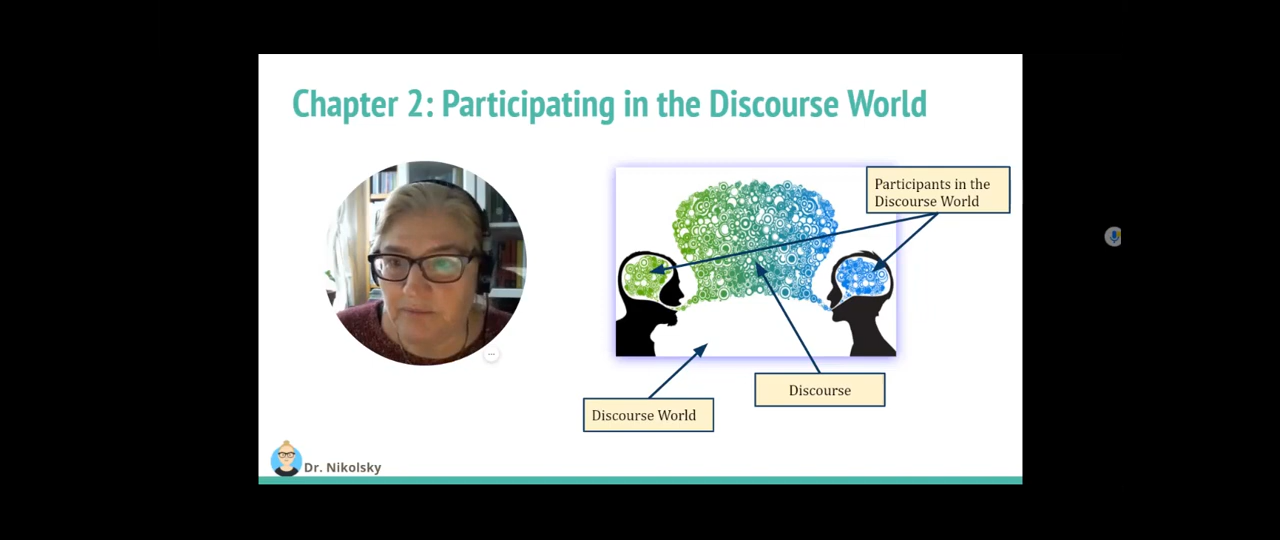 Chapter 2: Participating in the Discourse World
Participants in the
Discourse World
Discourse
Discourse World
Dr. Nikolsky